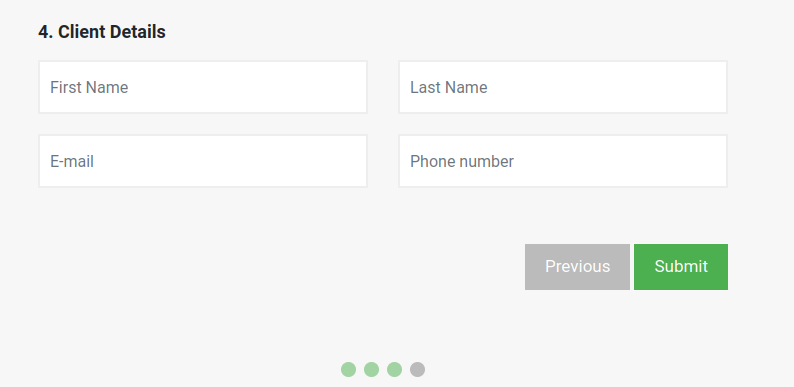 4. Client Details
First Name
Last Name
E-mail
Phone number
Previous
Submit